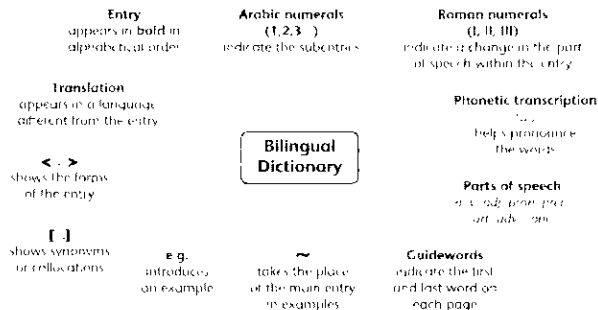 Entry
appears in bold in
alphabetical order
Arabic numerals
(1,2,3...)
indicate the subentries
Roman numerals
(I, II, III)
indicate a change in the part
of speech within the entry
Translation
appears in a language
different from the entry
Phonetic transcription
helps pronounce
the words
Bilingual
Dictionary
< . >
shows the forms
of the entry
Parts of speech
[ . ]
shows synonyms
or collocations
e.g.
introduces
an example
~
takes the place
of the main entry
in examples
Guidewords
indicate the first
and last word on
each page